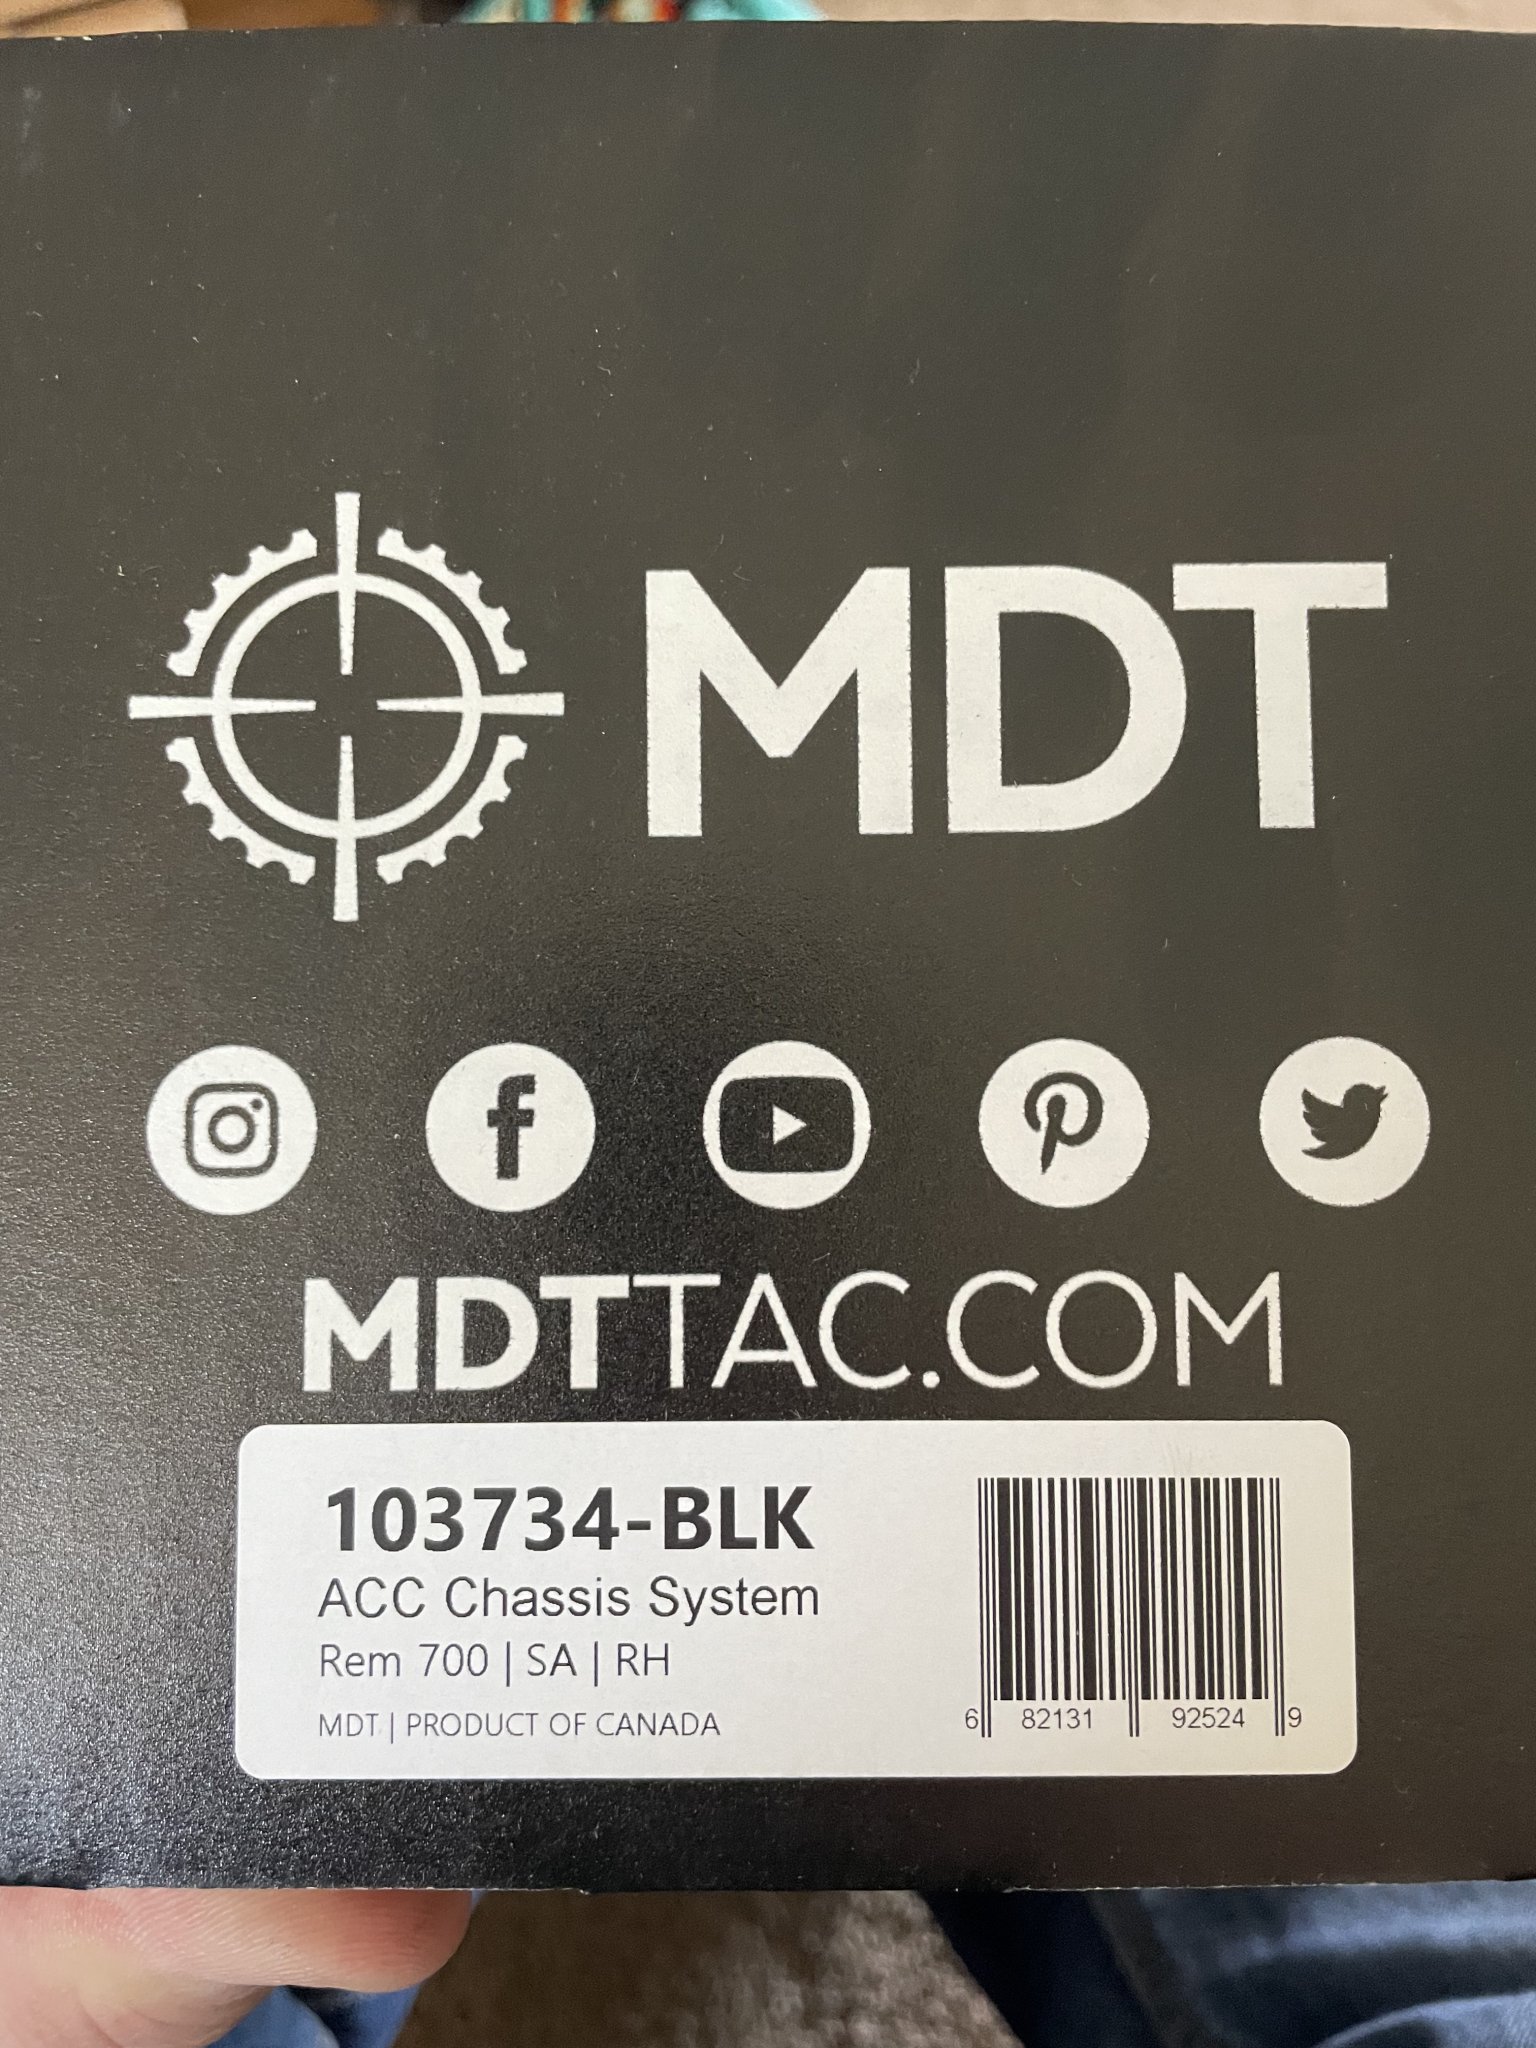 MDT
MDTTAC.COM
103734-BLK
ACC Chassis System
Rem 700 | SA | RH
MDT | PRODUCT OF CANADA
6 82131 92524 9